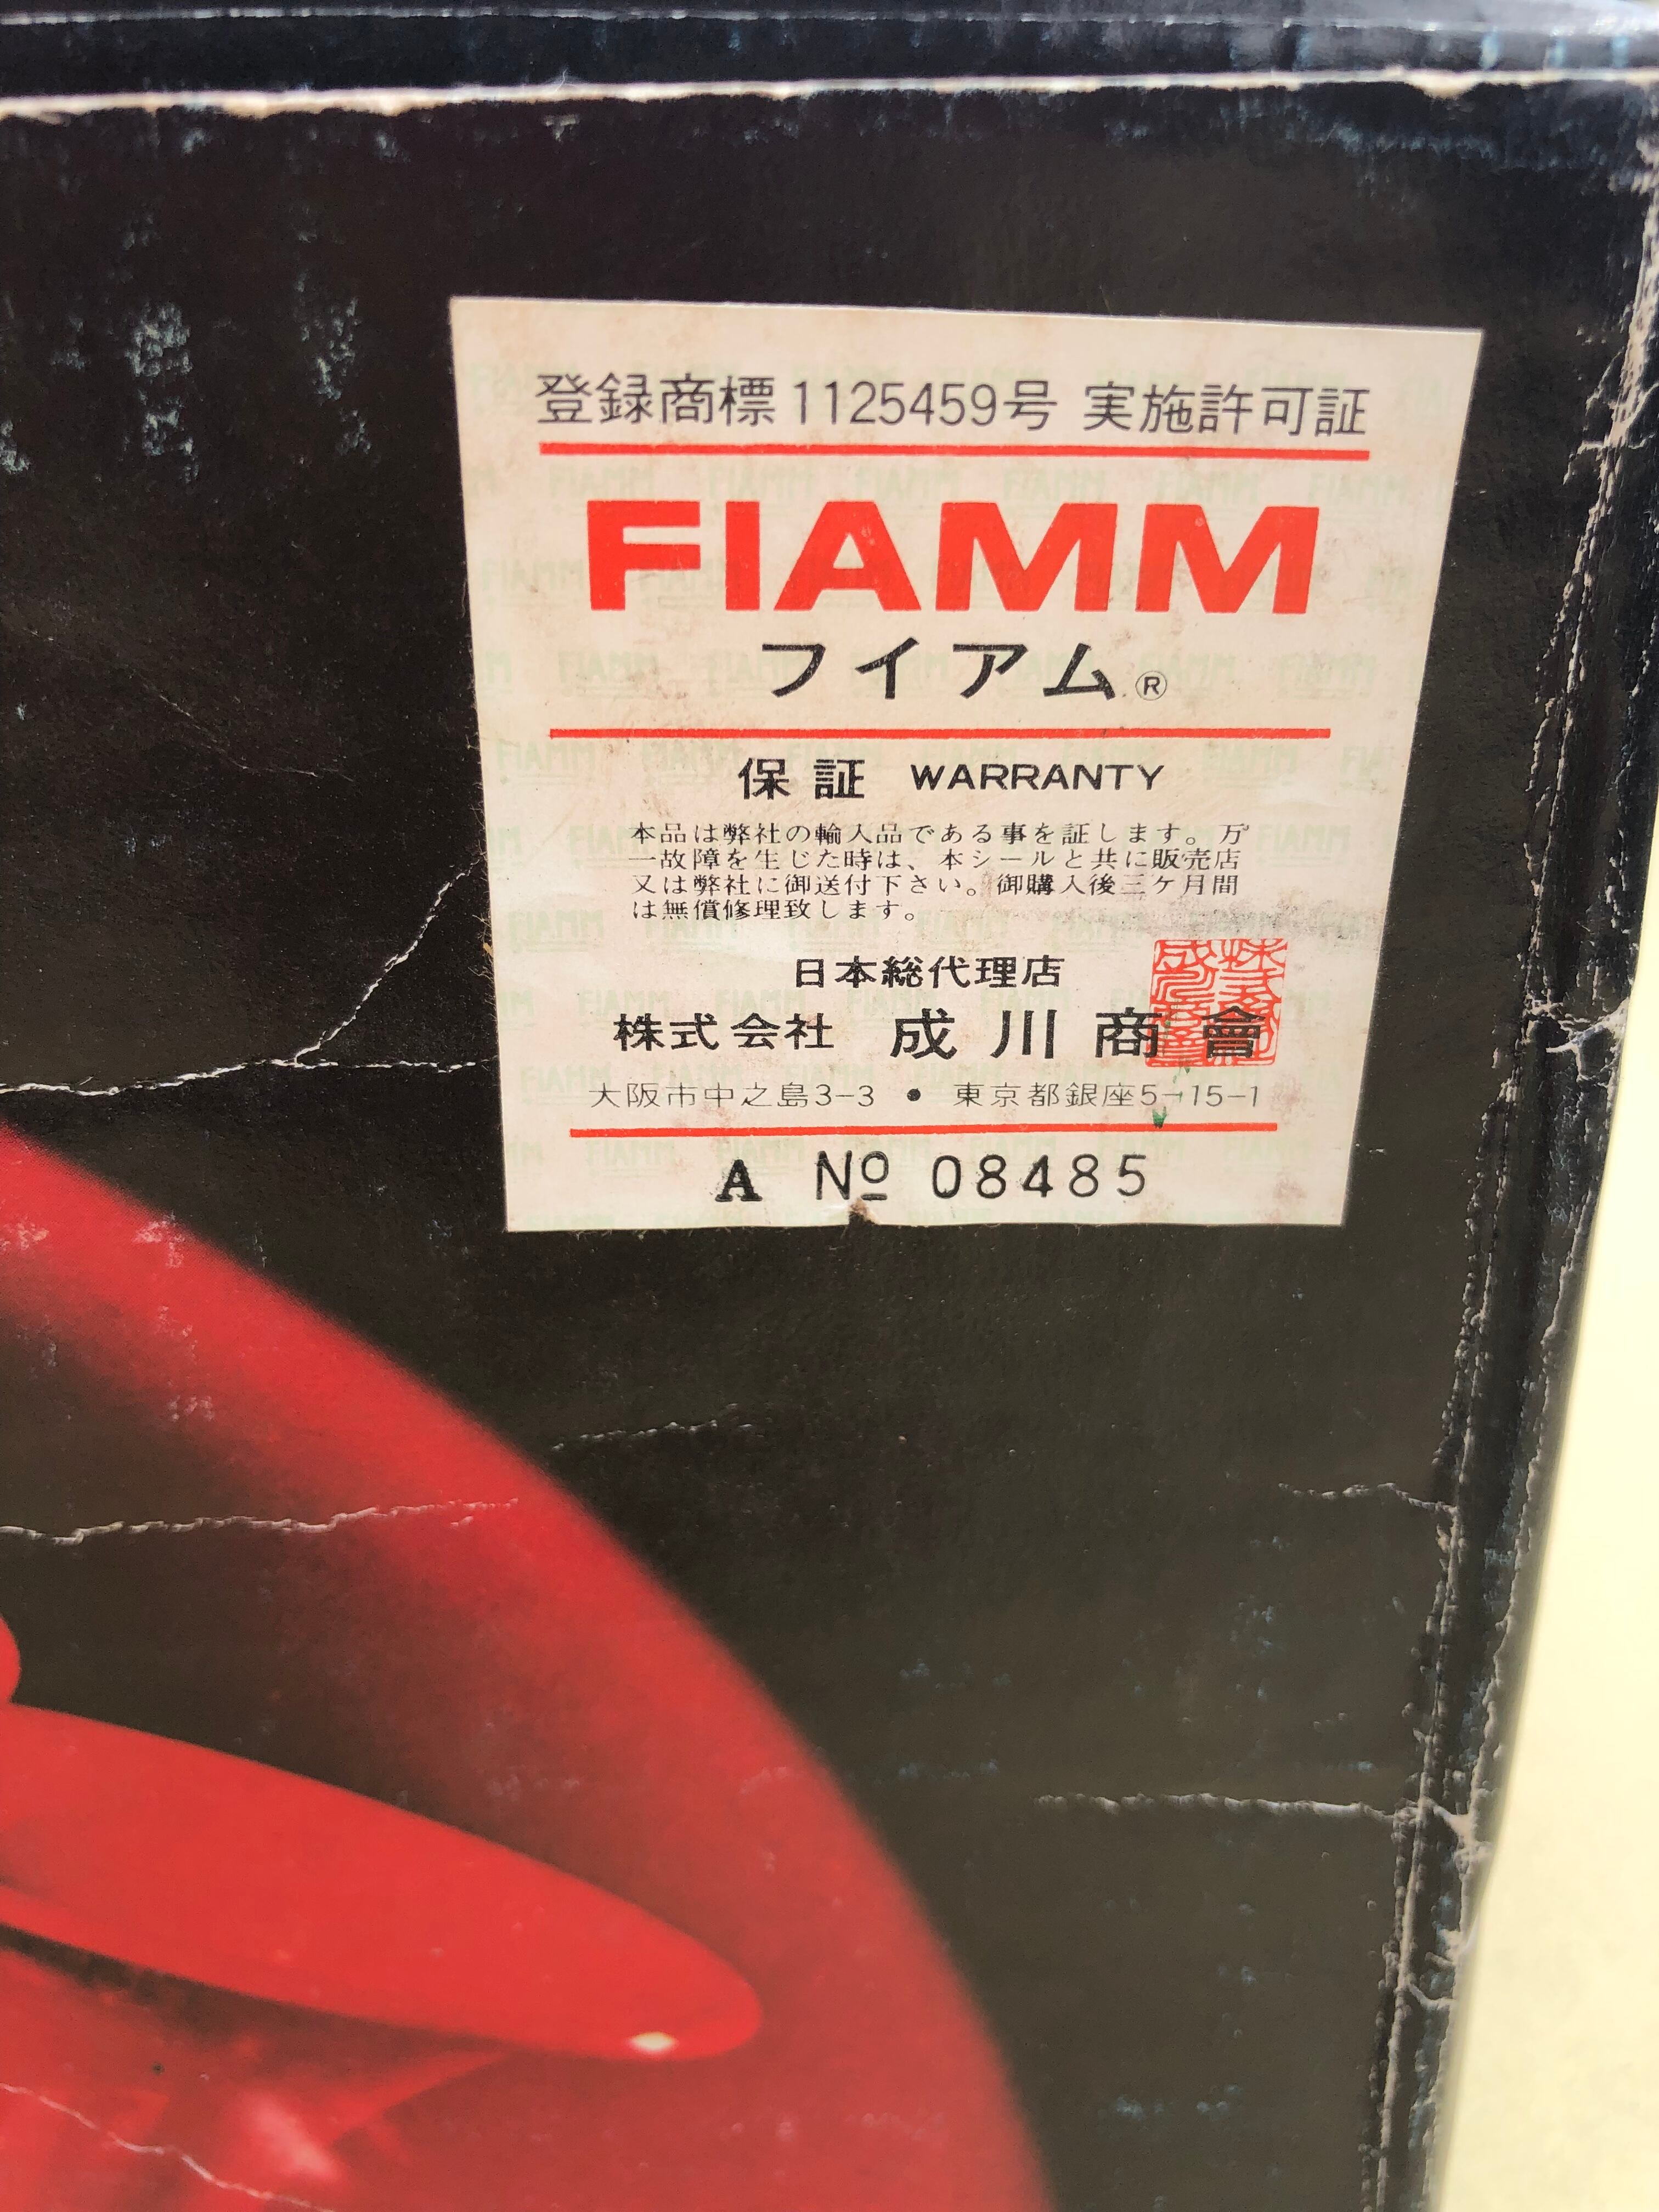 登録商標1125459号 実施許可証
FIAMM
フイアム®
保証 WARRANTY
本品は弊社の輸入品である事を証します。万
一故障を生じた時は、本シールと共に販売店
又は弊社に御送付下さい。御購入後三ケ月間
は無償修理致します。
日本総代理店
株式会社 成川商會
大阪市中之島3-3 • 東京都銀座5-15-1
A Nº 08485